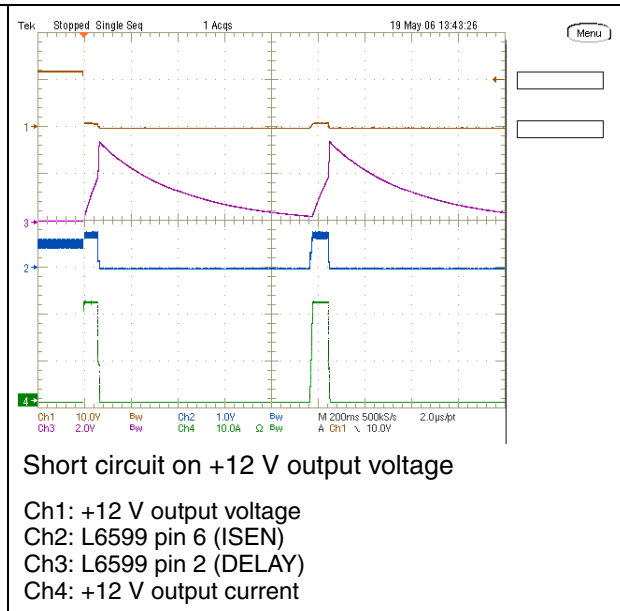 Tek Stopped Single Seq 1 Acqs 19 May 06 13:43:26
Menu
1
3
2
4
Ch1 10.0V Bw Ch2 1.0V Bw M 200ms 500kS/s 2.0µs/pt
Ch3 2.0V Bw Ch4 10.0A Ω Bw A Ch1 \ 10.0V
Short circuit on +12 V output voltage
Ch1: +12 V output voltage
Ch2: L6599 pin 6 (ISEN)
Ch3: L6599 pin 2 (DELAY)
Ch4: +12 V output current